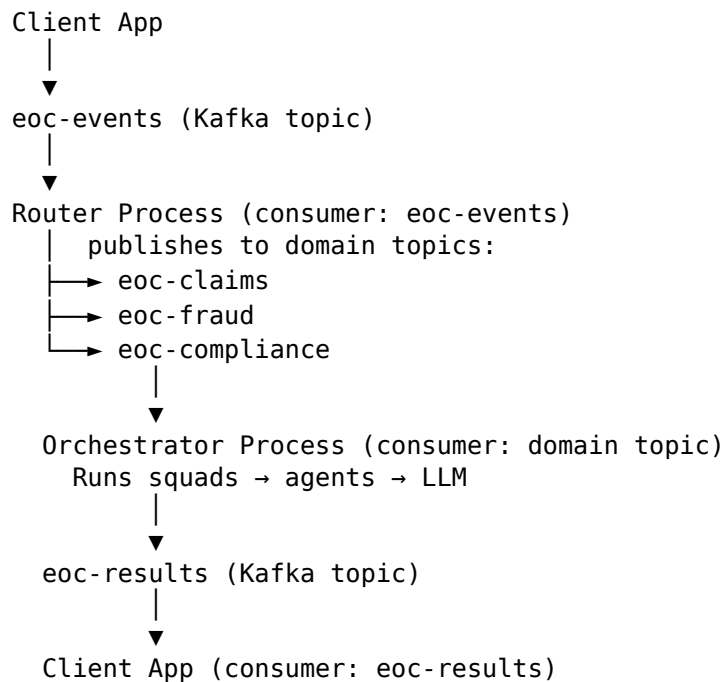 Client App
eoc-events (Kafka topic)
Router Process (consumer: eoc-events)
publishes to domain topics:
eoc-claims
eoc-fraud
eoc-compliance
Orchestrator Process (consumer: domain topic)
Runs squads → agents → LLM
eoc-results (Kafka topic)
Client App (consumer: eoc-results)